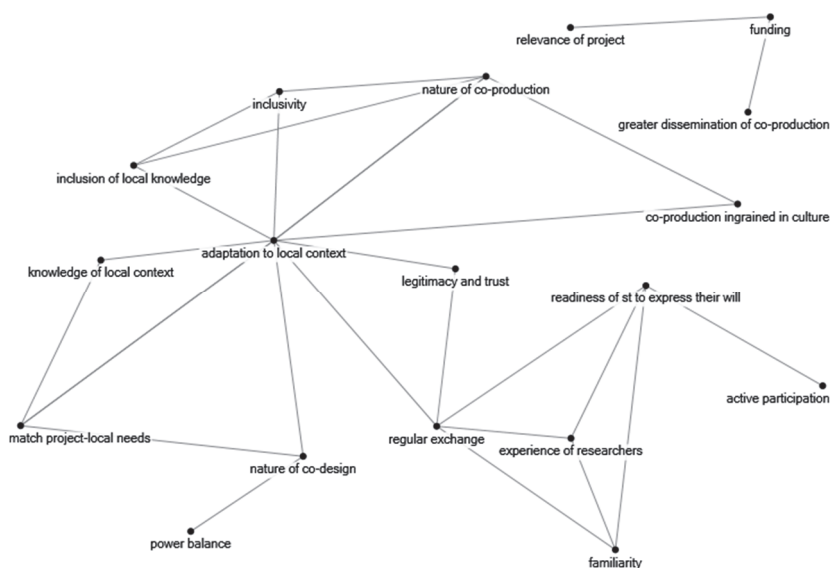 funding
relevance of project
nature of co-production
inclusivity
greater dissemination of co-production
inclusion of local knowledge
co-production ingrained in culture
adaptation to local context
knowledge of local context
legitimacy and trust
readiness of st to express their will
active participation
match project-local needs
regular exchange
experience of researchers
nature of co-design
power balance
familiarity